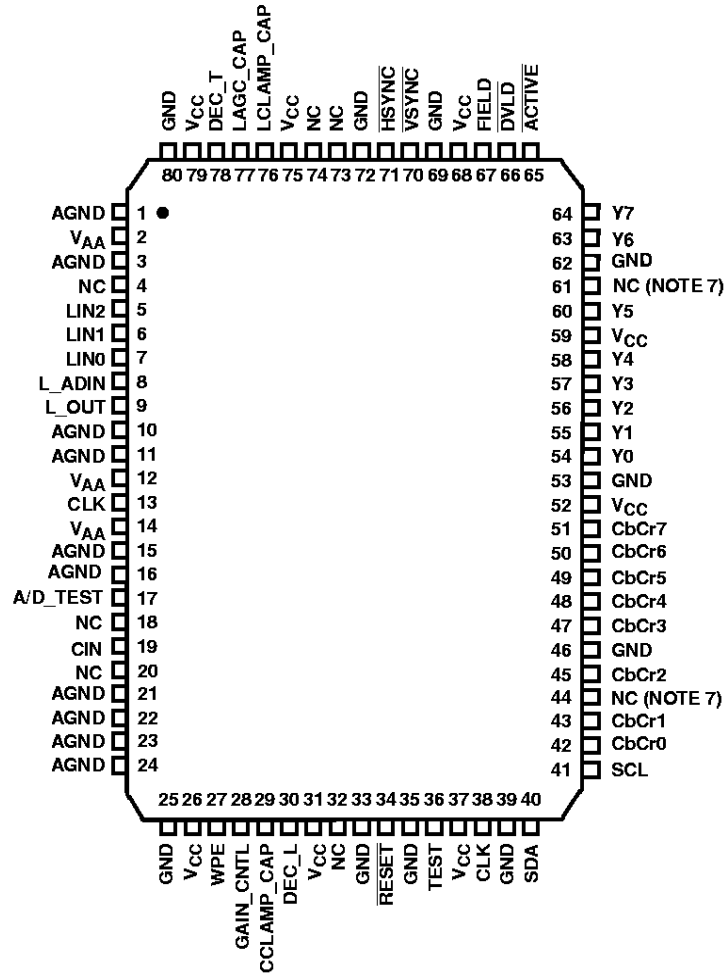 GND VCC DEC_T LAGC_CAP LCLAMP_CAP VCC NC NC GND HSYNC VSYNC GND VCC FIELD DVLD ACTIVE
80 79 78 77 76 75 74 73 72 71 70 69 68 67 66 65
AGND 1 64 Y7
VAA 2 63 Y6
AGND 3 62 GND
NC 4 61 NC (NOTE 7)
LIN2 5 60 Y5
LIN1 6 59 VCC
LIN0 7 58 Y4
L_ADIN 8 57 Y3
L_OUT 9 56 Y2
AGND 10 55 Y1
AGND 11 54 Y0
VAA 12 53 GND
CLK 13 52 VCC
VAA 14 51 CbCr7
AGND 15 50 CbCr6
AGND 16 49 CbCr5
A/D_TEST 17 48 CbCr4
NC 18 47 CbCr3
CIN 19 46 GND
NC 20 45 CbCr2
AGND 21 44 NC (NOTE 7)
AGND 22 43 CbCr1
AGND 23 42 CbCr0
AGND 24 41 SCL
25 26 27 28 29 30 31 32 33 34 35 36 37 38 39 40
GND VCC WPE GAIN_CNTL CCLAMP_CAP DEC_L VCC NC GND RESET GND TEST VCC CLK GND SDA